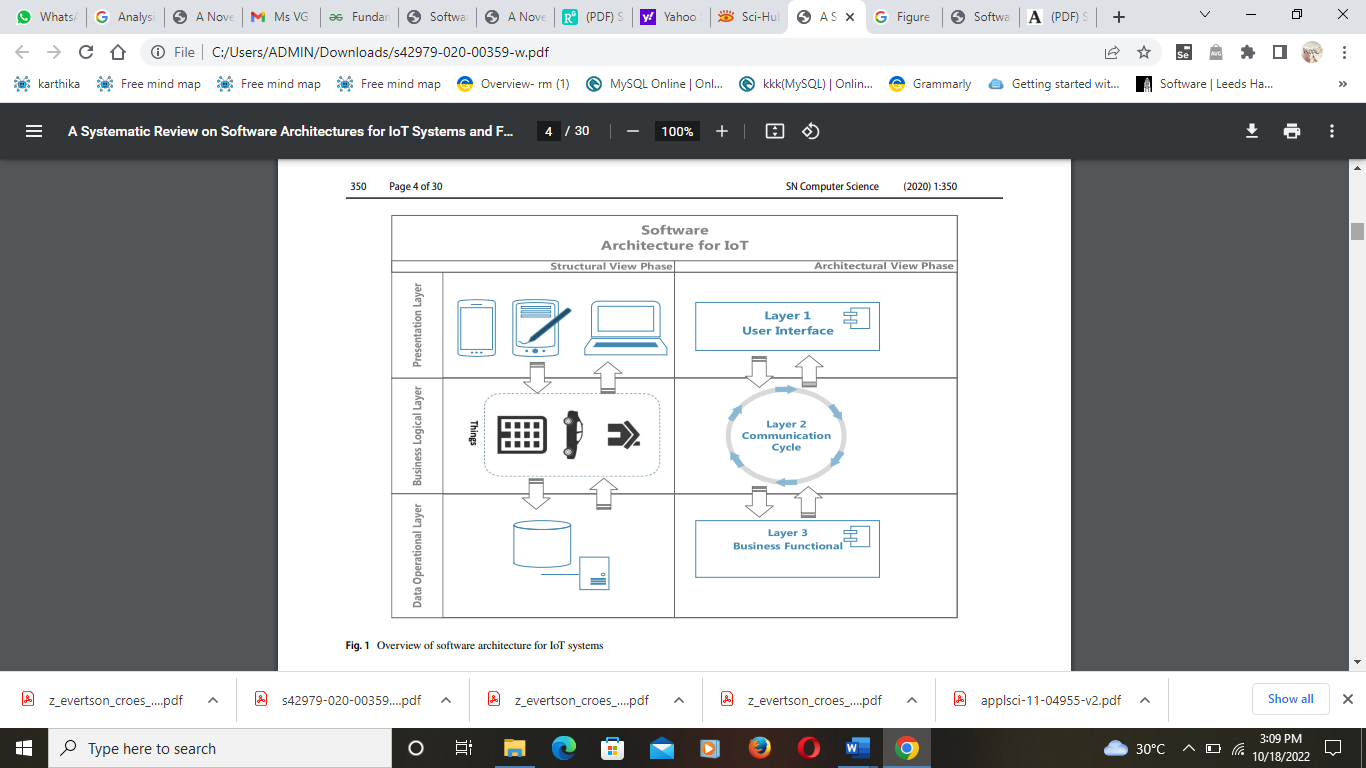 WhatsA
Analysi
A Nove
Ms VG
Fundan
Softwa
A Nove
(PDF) S
Yahoo
Sci-Hu
A S
Figure
Softwa
(PDF) S
File C:/Users/ADMIN/Downloads/s42979-020-00359-w.pdf
karthika
Free mind map
Free mind map
Free mind map
Overview- rm (1)
MySQL Online | Onl...
kkk(MySQL) | Onlin...
Grammarly
Getting started wit...
Software | Leeds Ha...
»
A Systematic Review on Software Architectures for IoT Systems and F... 4 / 30 100%
350 Page 4 of 30 SN Computer Science (2020) 1:350
Software
Architecture for IoT
Structural View Phase
Architectural View Phase
Presentation Layer
Layer 1
User Interface
Business Logical Layer
Things
Layer 2
Communication
Cycle
Data Operational Layer
Layer 3
Business Functional
Fig. 1 Overview of software architecture for IoT systems
z_evertson_croes_....pdf
s42979-020-00359....pdf
z_evertson_croes_....pdf
z_evertson_croes_....pdf
applsci-11-04955-v2.pdf
Show all
Type here to search
30°C
3:09 PM
10/18/2022